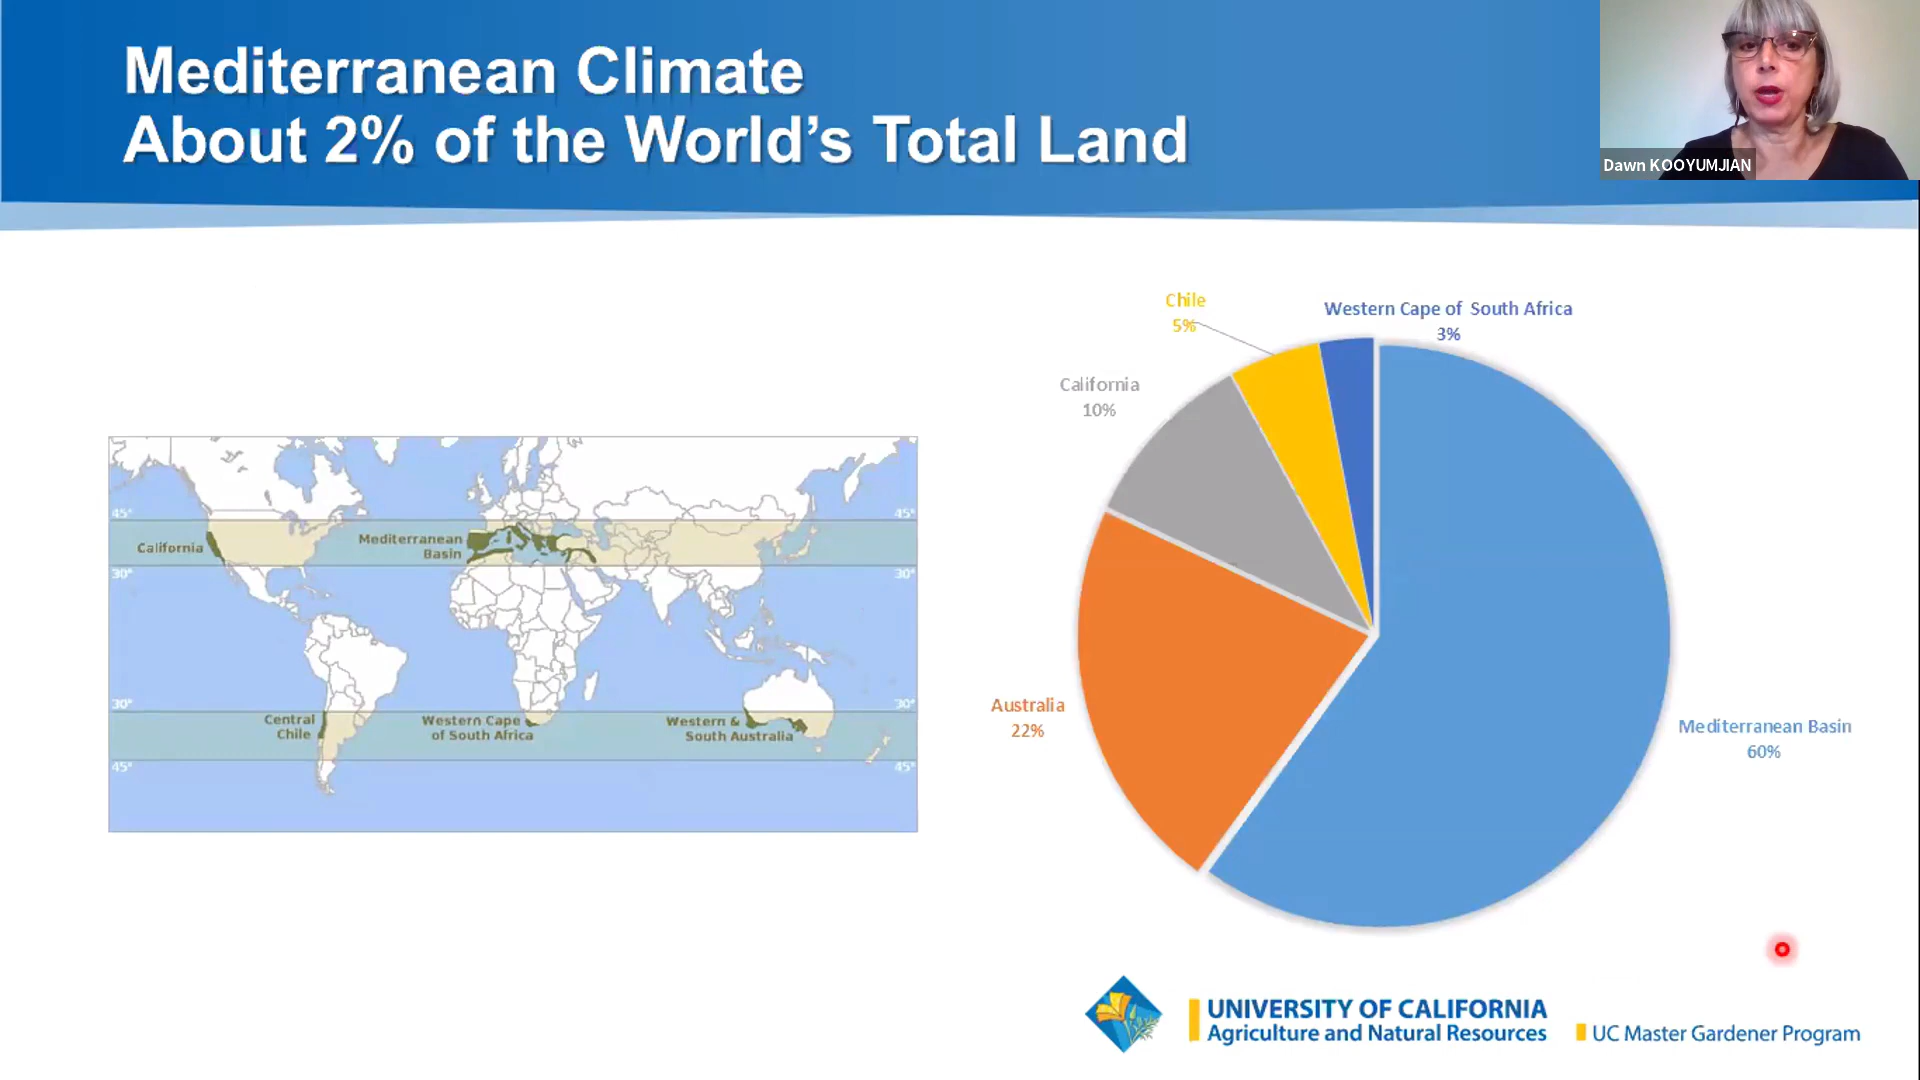 Mediterranean Climate
About 2% of the World’s Total Land
Dawn KOOYUMJIAN
45°
45°
California
Mediterranean
Basin
30°
30°
30°
30°
Central
Chile
Western Cape
of South Africa
Western &
South Australia
45°
45°
Chile
5%
Western Cape of South Africa
3%
California
10%
Australia
22%
Mediterranean Basin
60%
UNIVERSITY OF CALIFORNIA
Agriculture and Natural Resources
UC Master Gardener Program